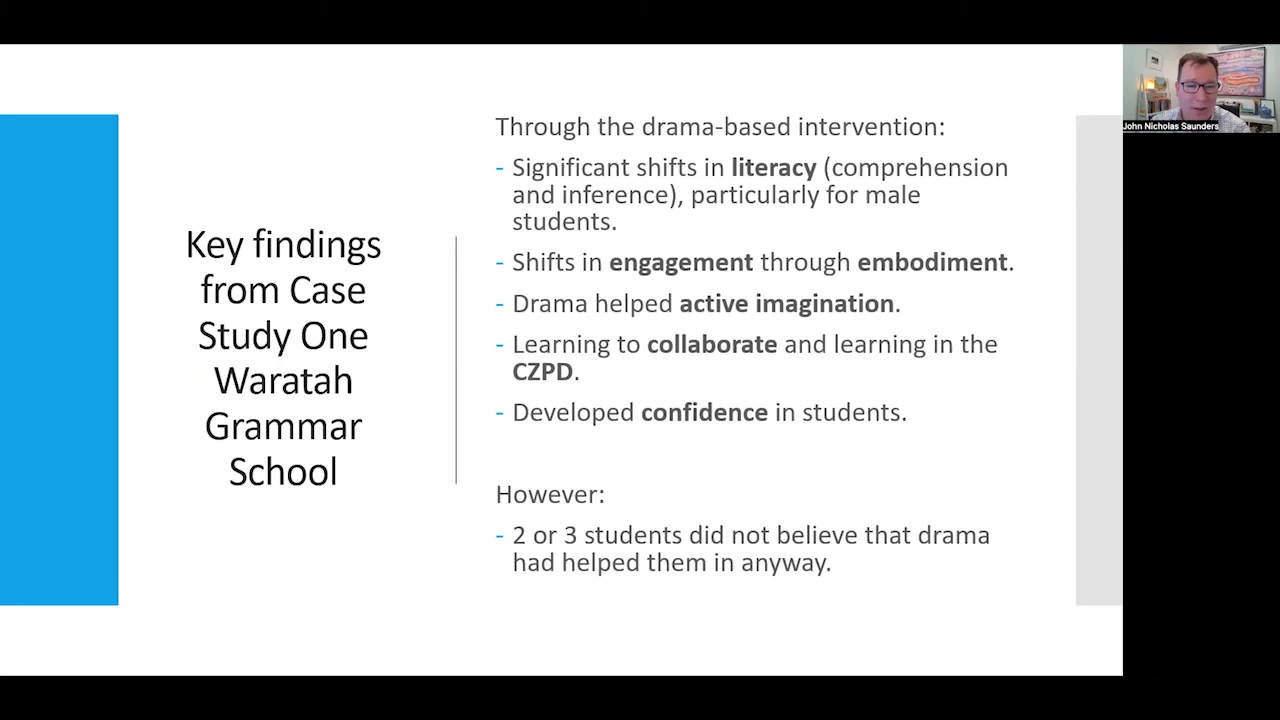 Key findings
from Case
Study One
Waratah
Grammar
School
Through the drama-based intervention:
- Significant shifts in literacy (comprehension
and inference), particularly for male
students.
- Shifts in engagement through embodiment.
- Drama helped active imagination.
- Learning to collaborate and learning in the
CZPD.
- Developed confidence in students.
However:
- 2 or 3 students did not believe that drama
had helped them in anyway.
John Nicholas Saunders